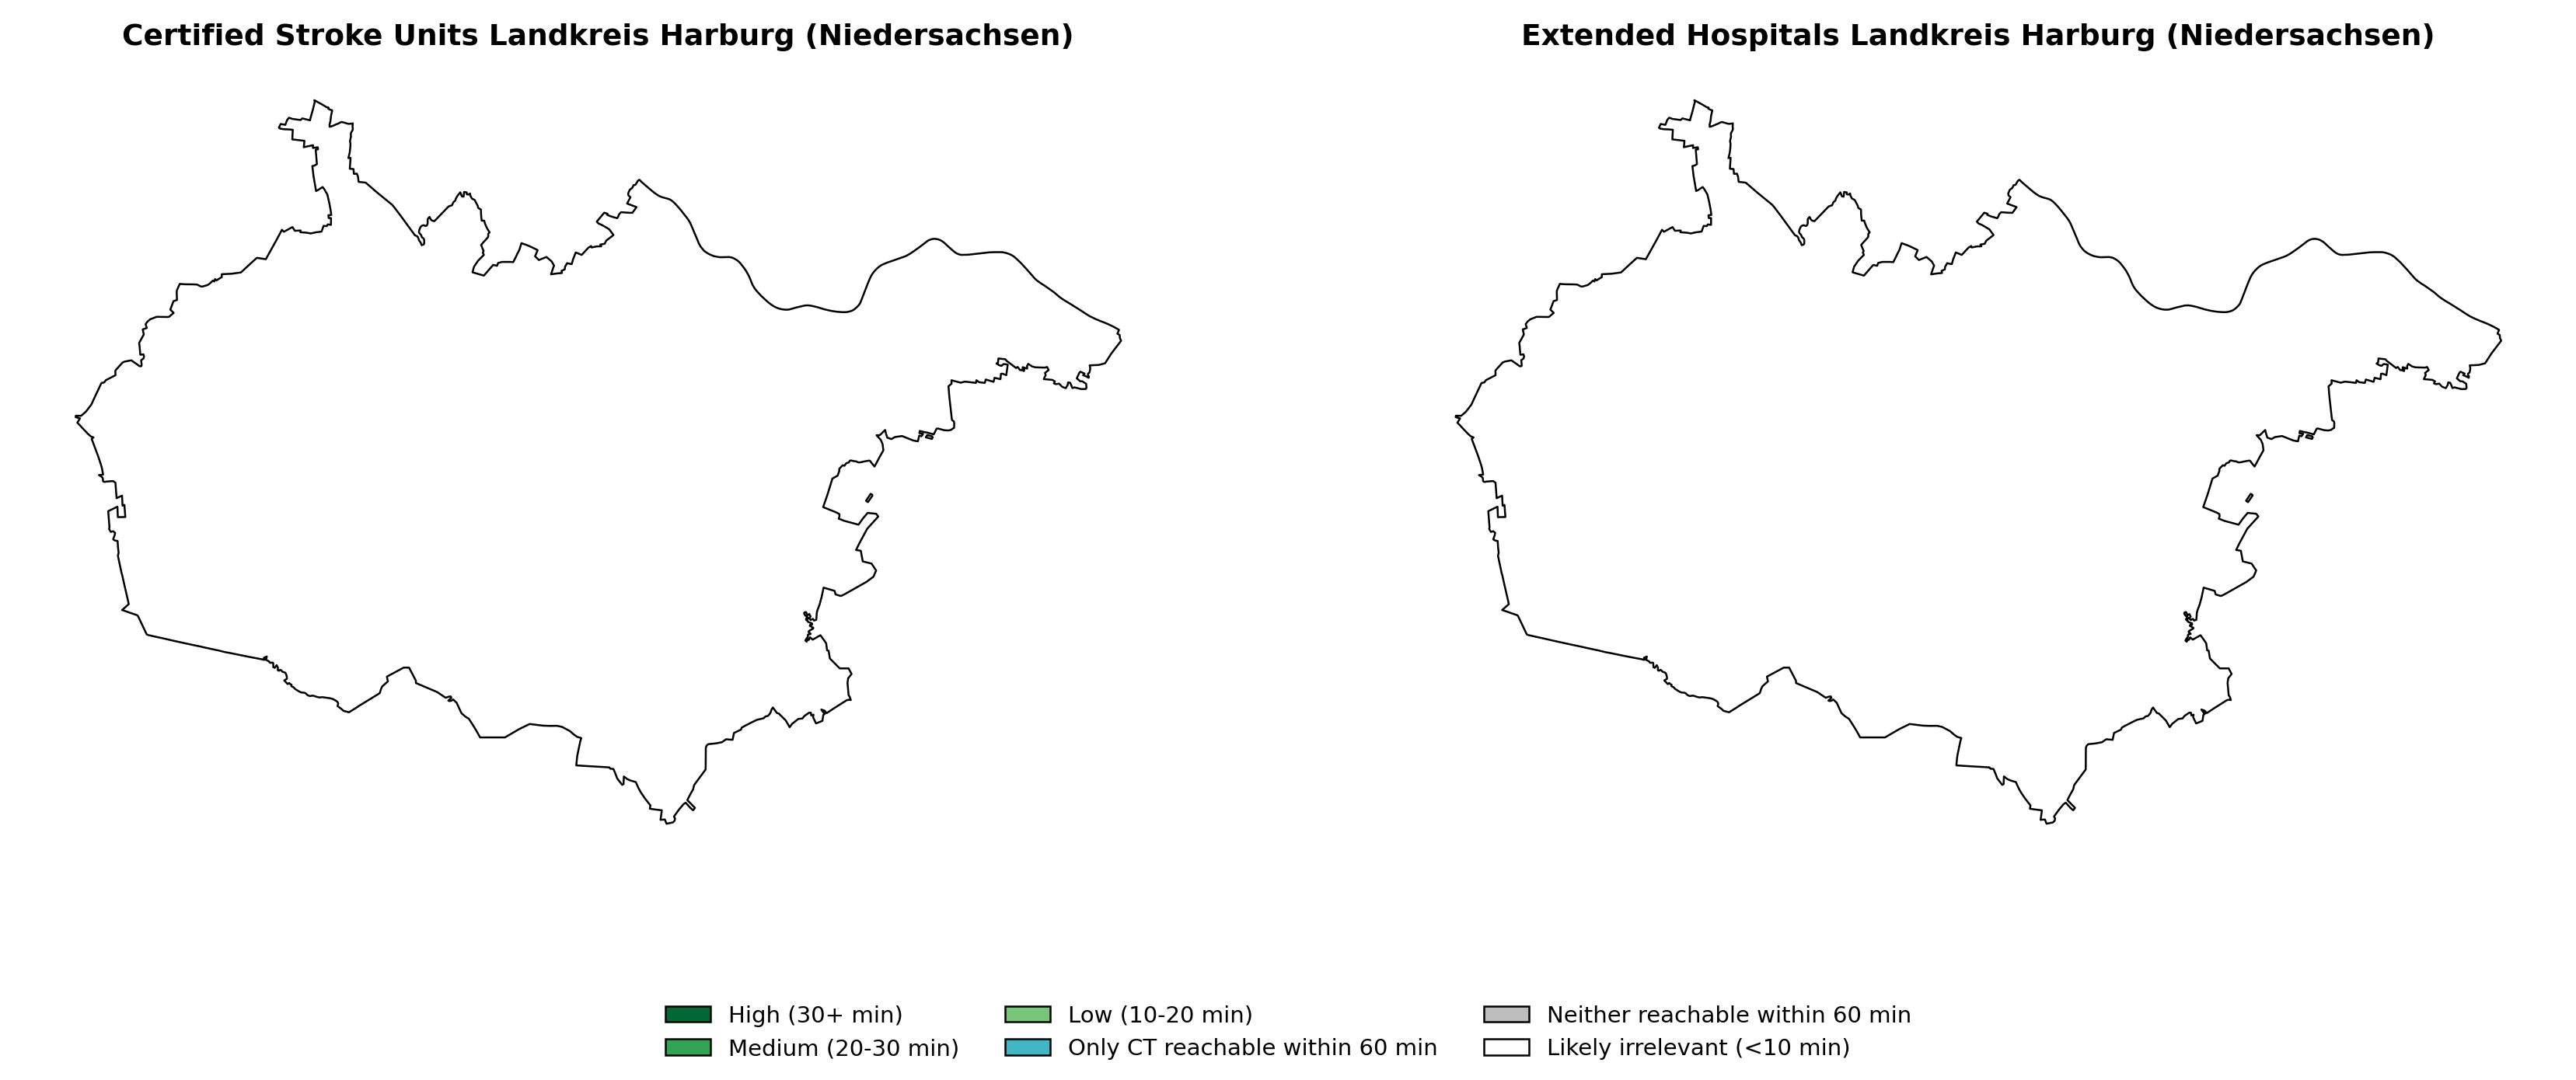 Certified Stroke Units Landkreis Harburg (Niedersachsen)
Extended Hospitals Landkreis Harburg (Niedersachsen)
High (30+ min)
Medium (20-30 min)
Low (10-20 min)
Only CT reachable within 60 min
Neither reachable within 60 min
Likely irrelevant (<10 min)